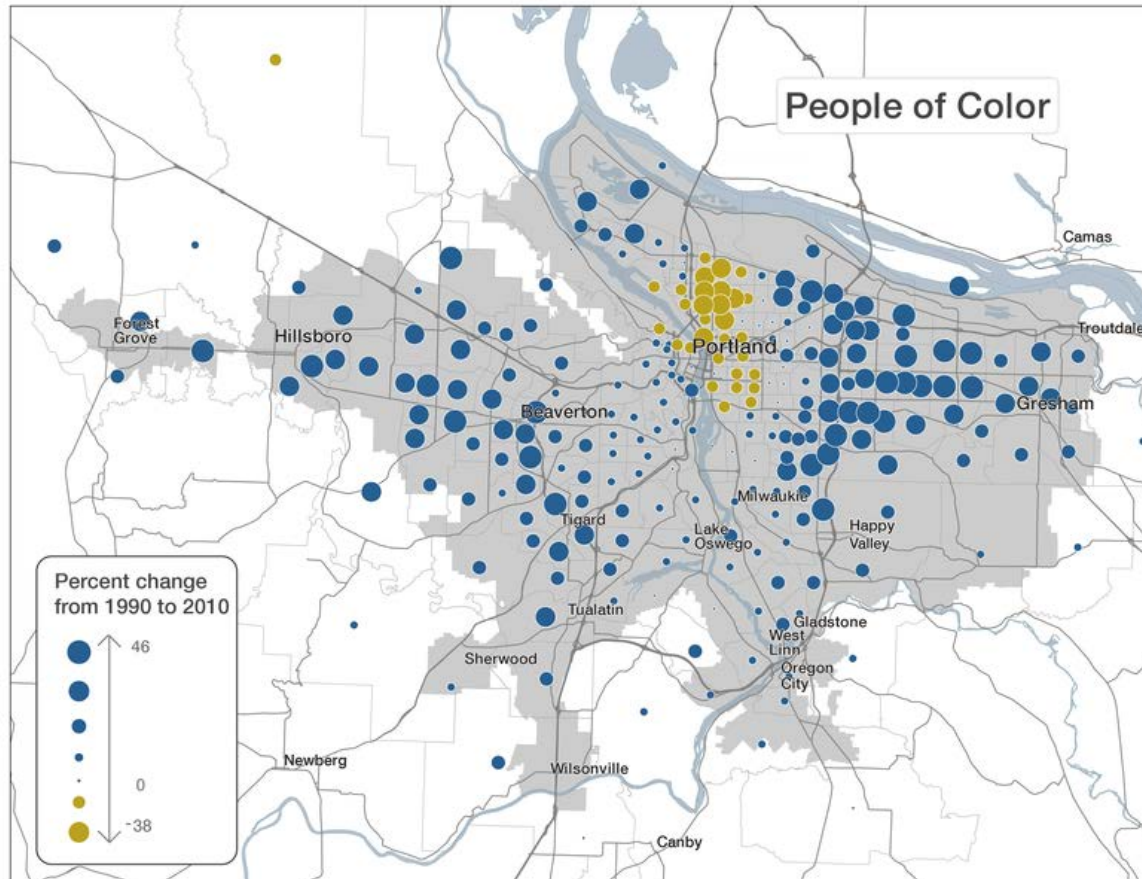 People of Color
Camas
Troutdale
Forest
Grove
Hillsboro
Portland
Beaverton
Gresham
Milwaukie
Tigard
Lake
Oswego
Happy
Valley
Percent change
from 1990 to 2010
46
0
-38
Tualatin
Gladstone
West
Linn
Sherwood
Oregon
City
Newberg
Wilsonville
Canby